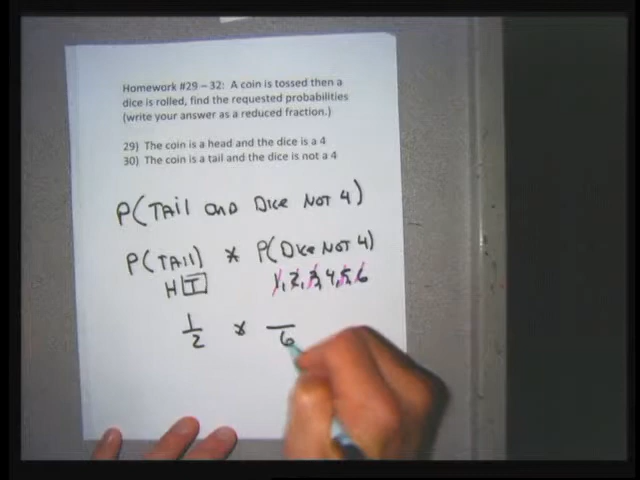 Homework #29 – 32: A coin is tossed then a
dice is rolled, find the requested probabilities
(write your answer as a reduced fraction.)
29) The coin is a head and the dice is a 4
30) The coin is a tail and the dice is not a 4
P(TAil and Dice Not 4)
P(TAil) * P(Dice Not 4)
H T 1, 2, 3, 4, 5, 6
1/2 * /6